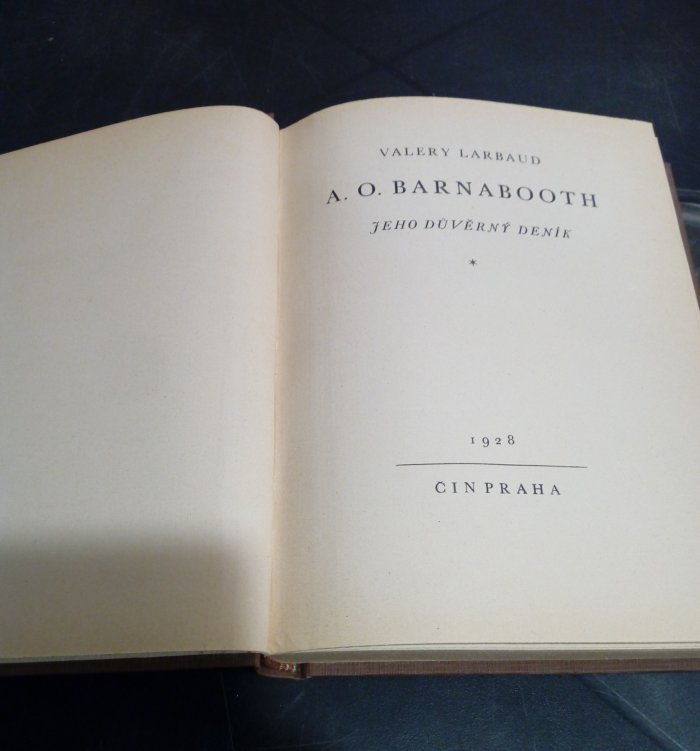 VALERY LARBAUD
A. O. BARNABOOTH
JEHO DŮVĚRNÝ DENÍK
*
1928
ČIN PRAHA